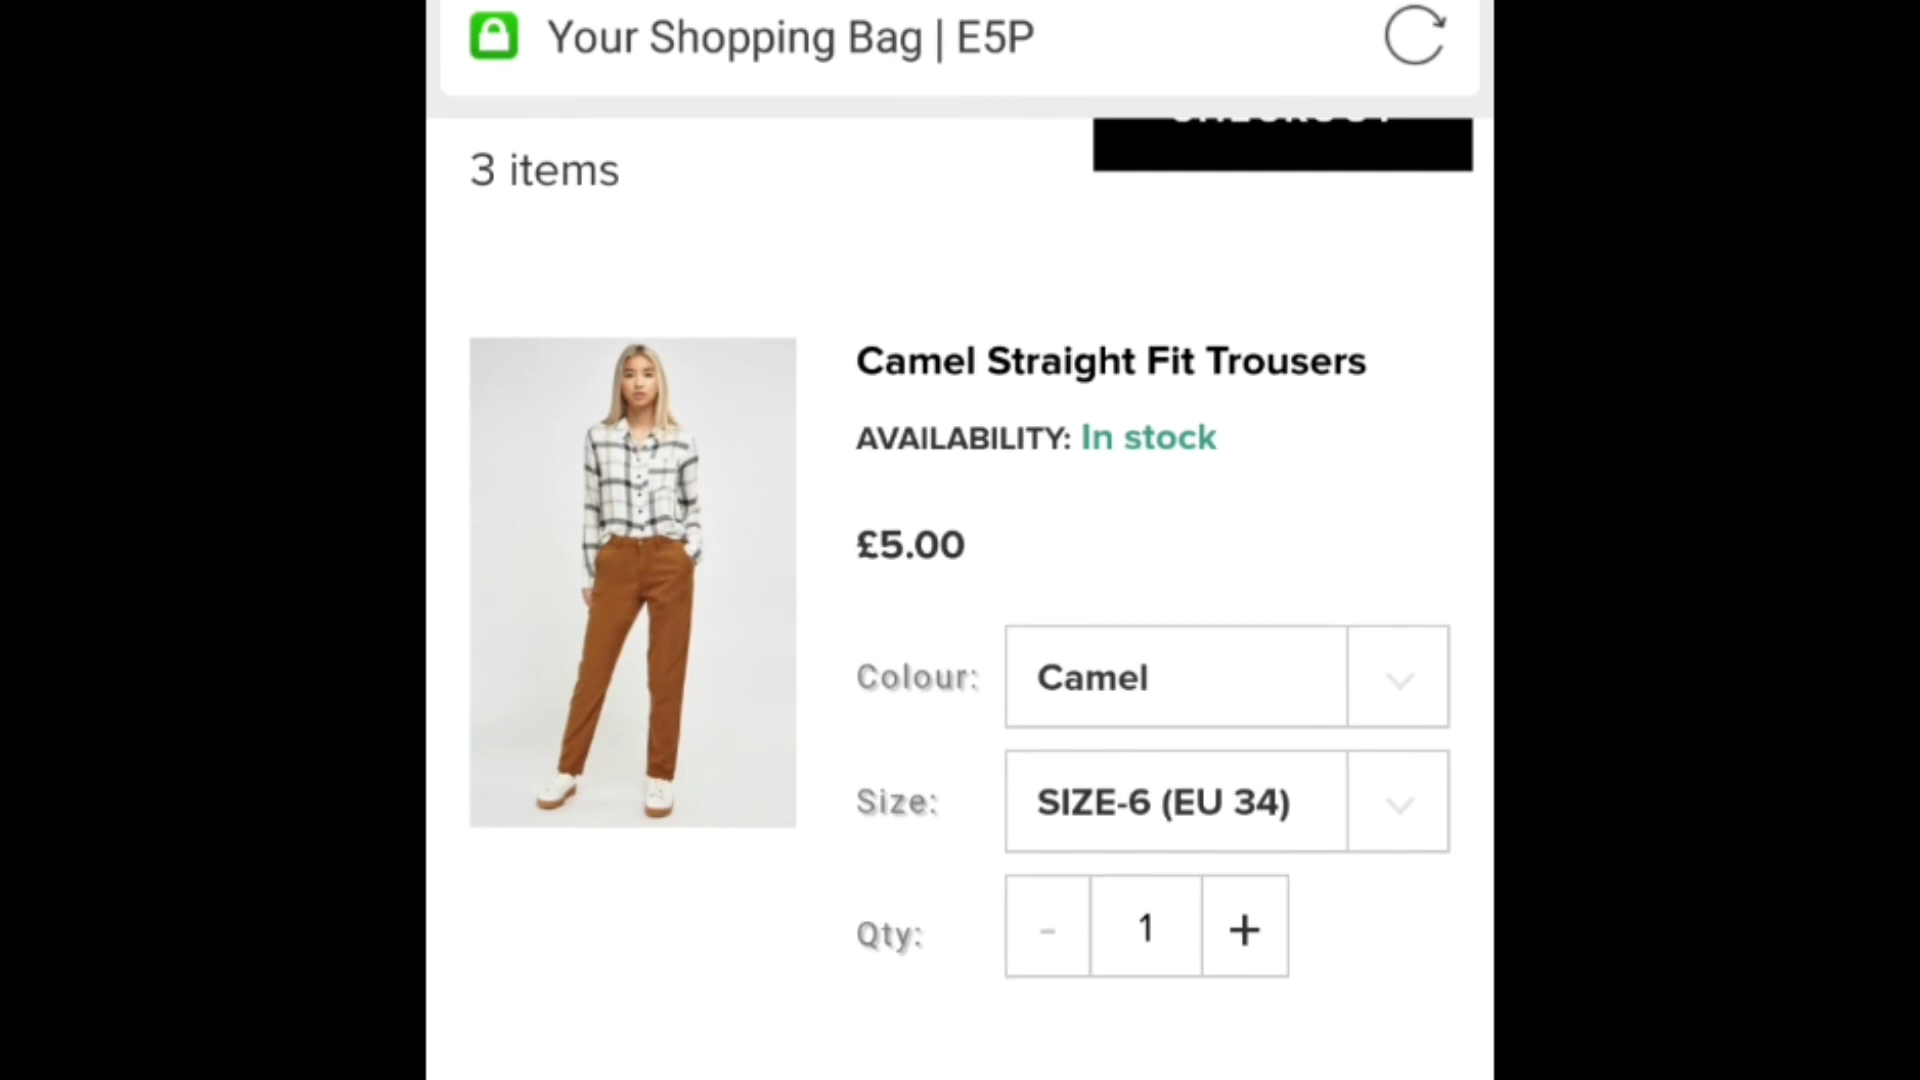 Your Shopping Bag | E5P
CHECKOUT
3 items
Camel Straight Fit Trousers
AVAILABILITY: In stock
£5.00
Colour: Camel
Size: SIZE-6 (EU 34)
Qty: - 1 +